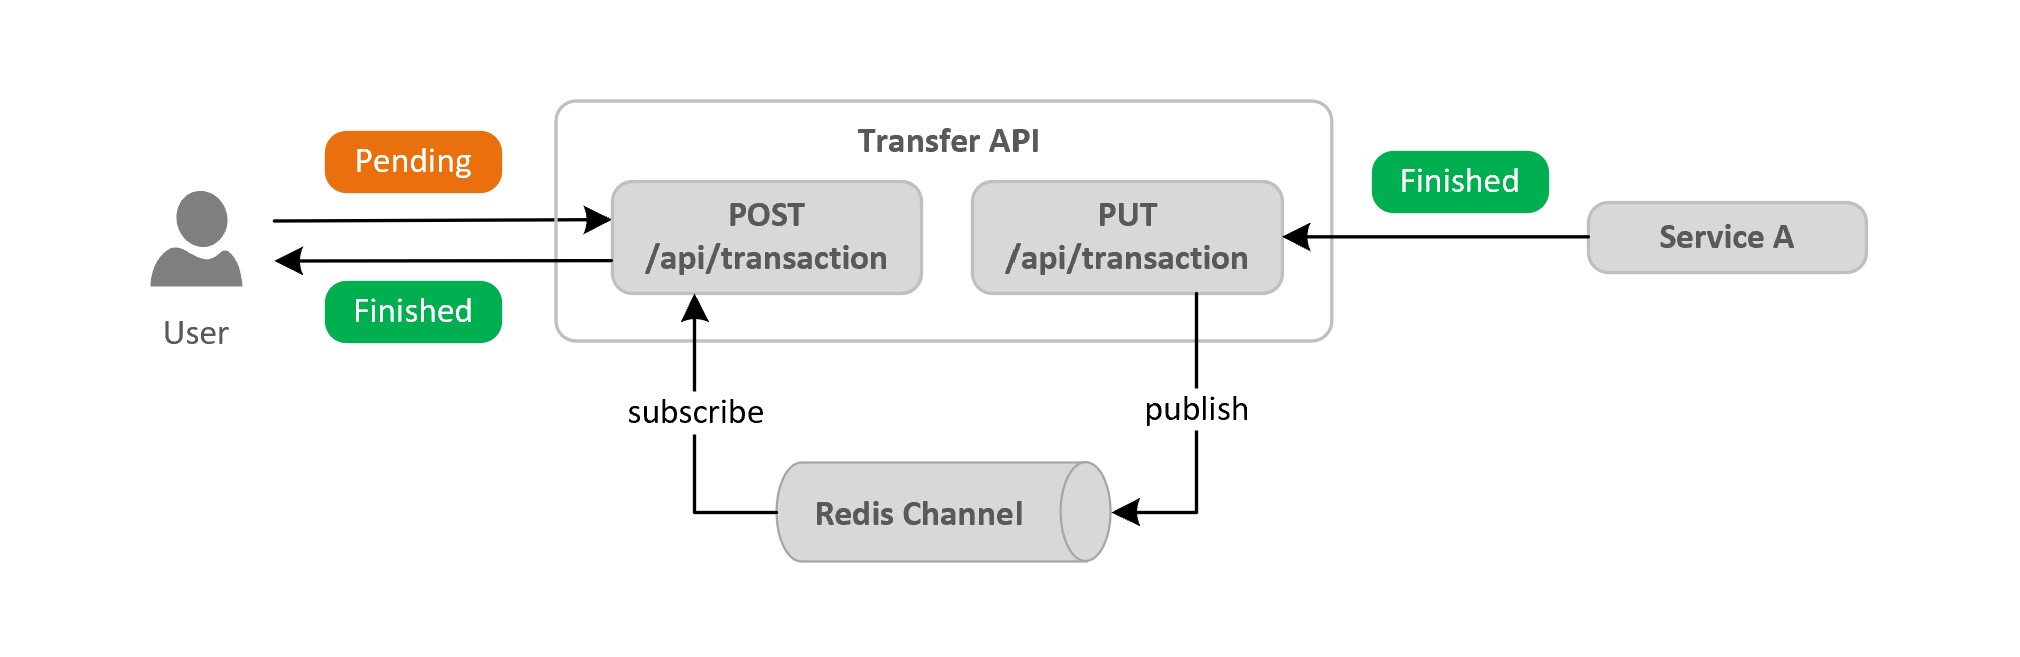 Transfer API
Pending
POST
/api/transaction
PUT
/api/transaction
Finished
Service A
Finished
User
subscribe
publish
Redis Channel